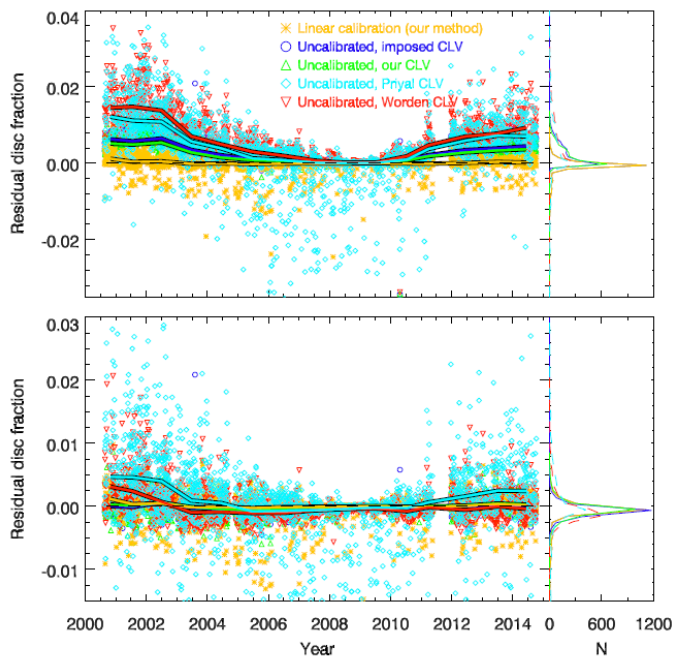 0.04
0.02
0.00
-0.02
Residual disc fraction
Linear calibration (our method)
Uncalibrated, imposed CLV
Uncalibrated, our CLV
Uncalibrated, Priyal CLV
Uncalibrated, Worden CLV
0.03
0.02
0.01
0.00
-0.01
Residual disc fraction
2000 2002 2004 2006 2008 2010 2012 2014 0 600 1200
Year N